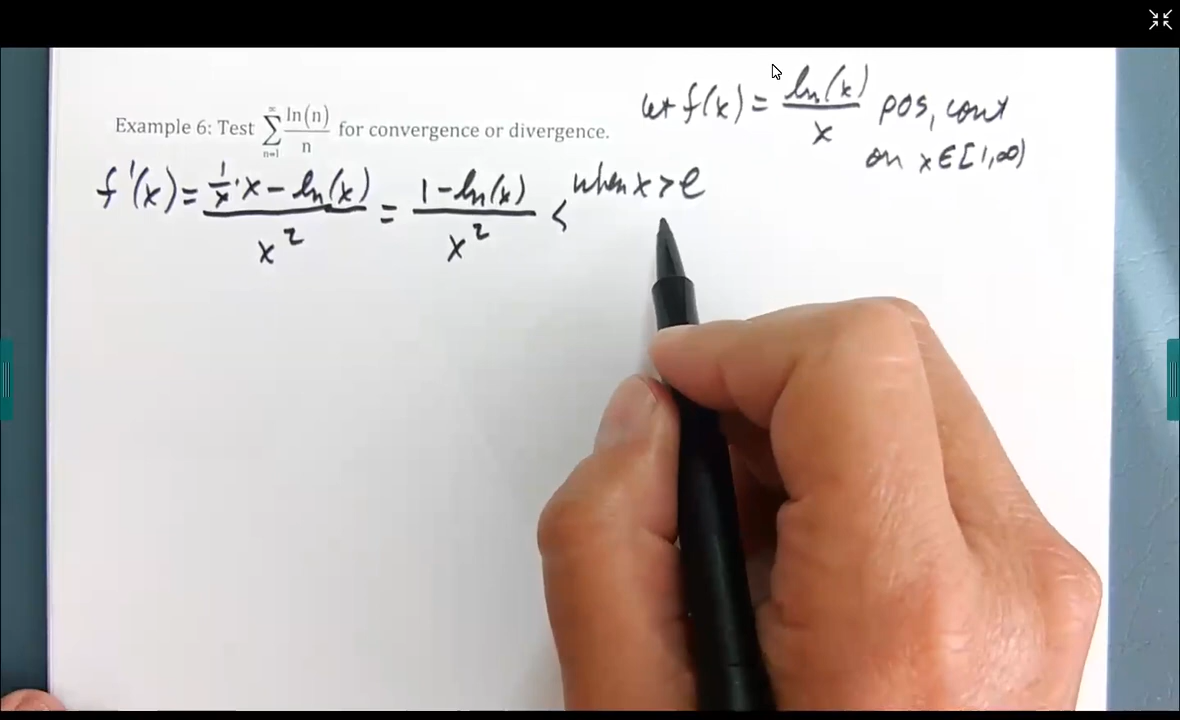 let f(x) = ln(x)/x pos, cont
on x∈[1,∞)
Example 6: Test ∞∑n=1 ln(n)/n for convergence or divergence.
f'(x) = (1/x·x − ln(x))/x² = (1−ln(x))/x² < when x > e